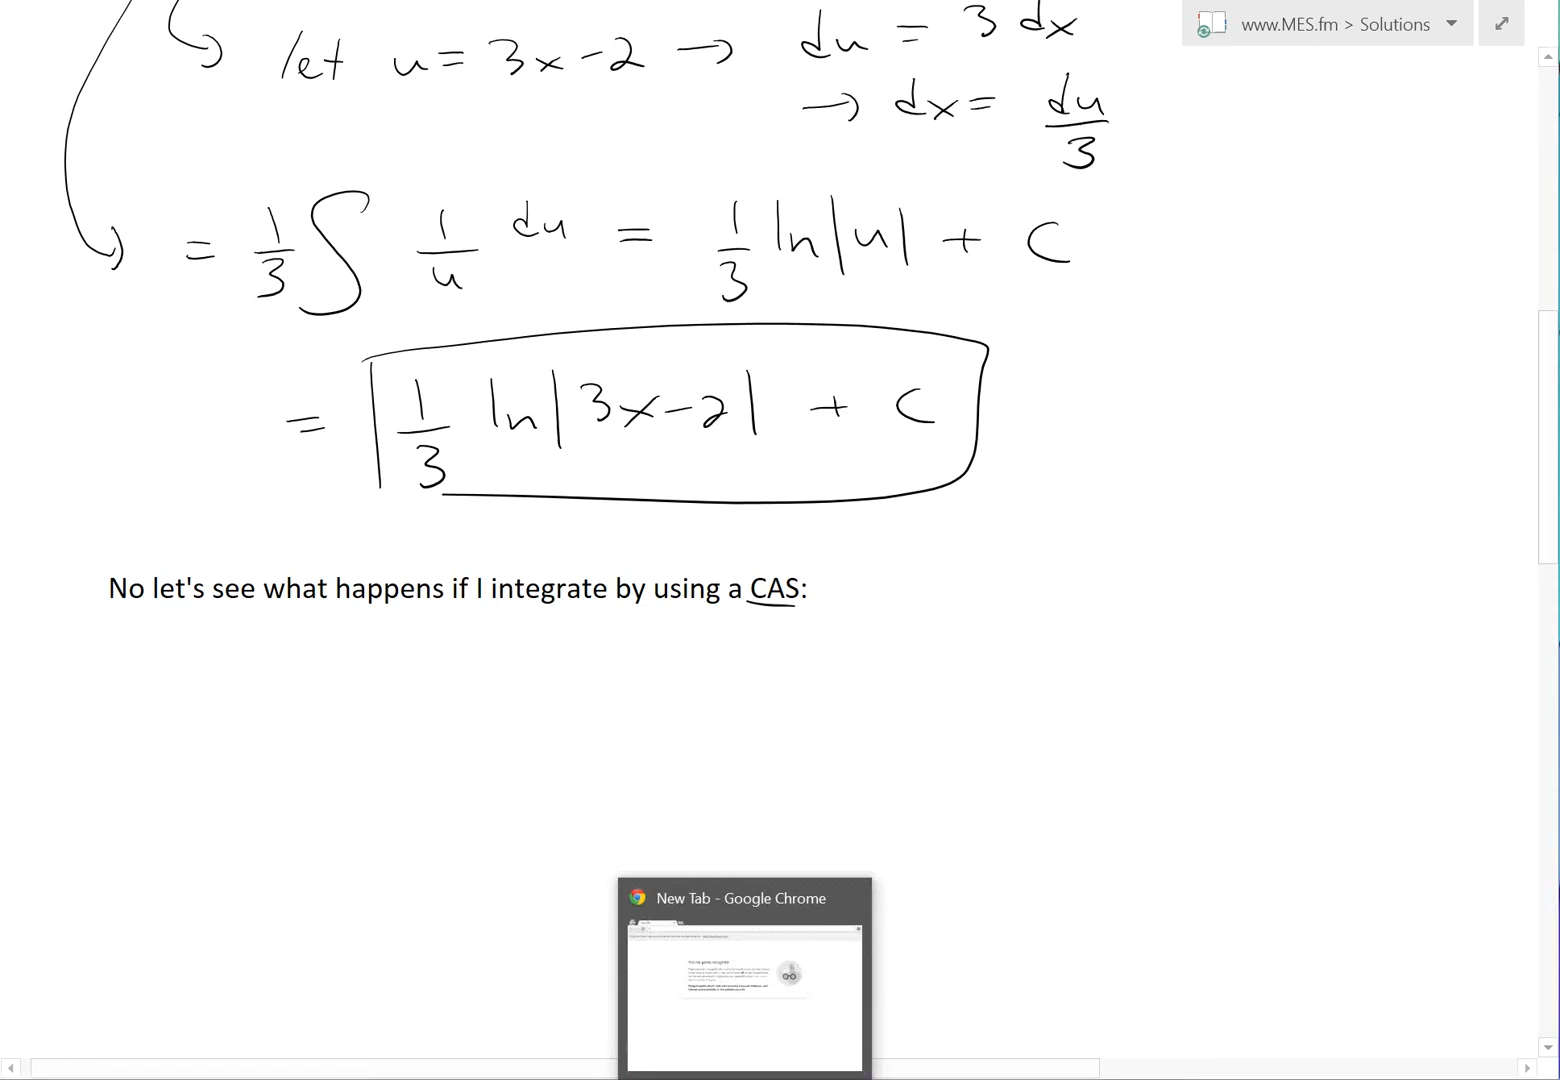 www.MES.fm > Solutions
let u = 3x - 2 → du = 3 dx
→ dx = du/3
= 1/3 ∫ 1/u du = 1/3 ln|u| + C
= 1/3 ln|3x-2| + C
No let's see what happens if I integrate by using a CAS:
New Tab - Google Chrome